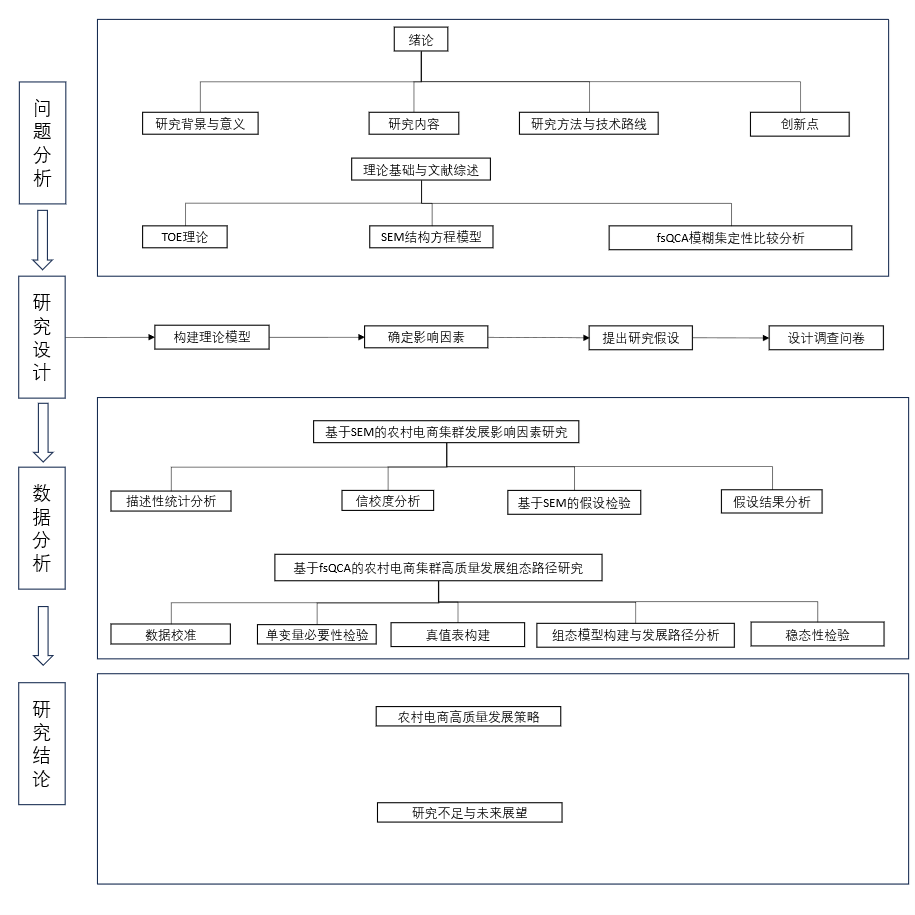 绪论
问题分析
研究背景与意义
研究内容
研究方法与技术路线
创新点
理论基础与文献综述
TOE理论
SEM结构方程模型
fsQCA模糊集定性比较分析
研究设计
构建理论模型
确定影响因素
提出研究假设
设计调查问卷
基于SEM的农村电商集群发展影响因素研究
数据分析
描述性统计分析
信校度分析
基于SEM的假设检验
假设结果分析
基于fsQCA的农村电商集群高质量发展组态路径研究
数据校准
单变量必要性检验
真值表构建
组态模型构建与发展路径分析
稳态性检验
研究结论
农村电商高质量发展策略
研究不足与未来展望